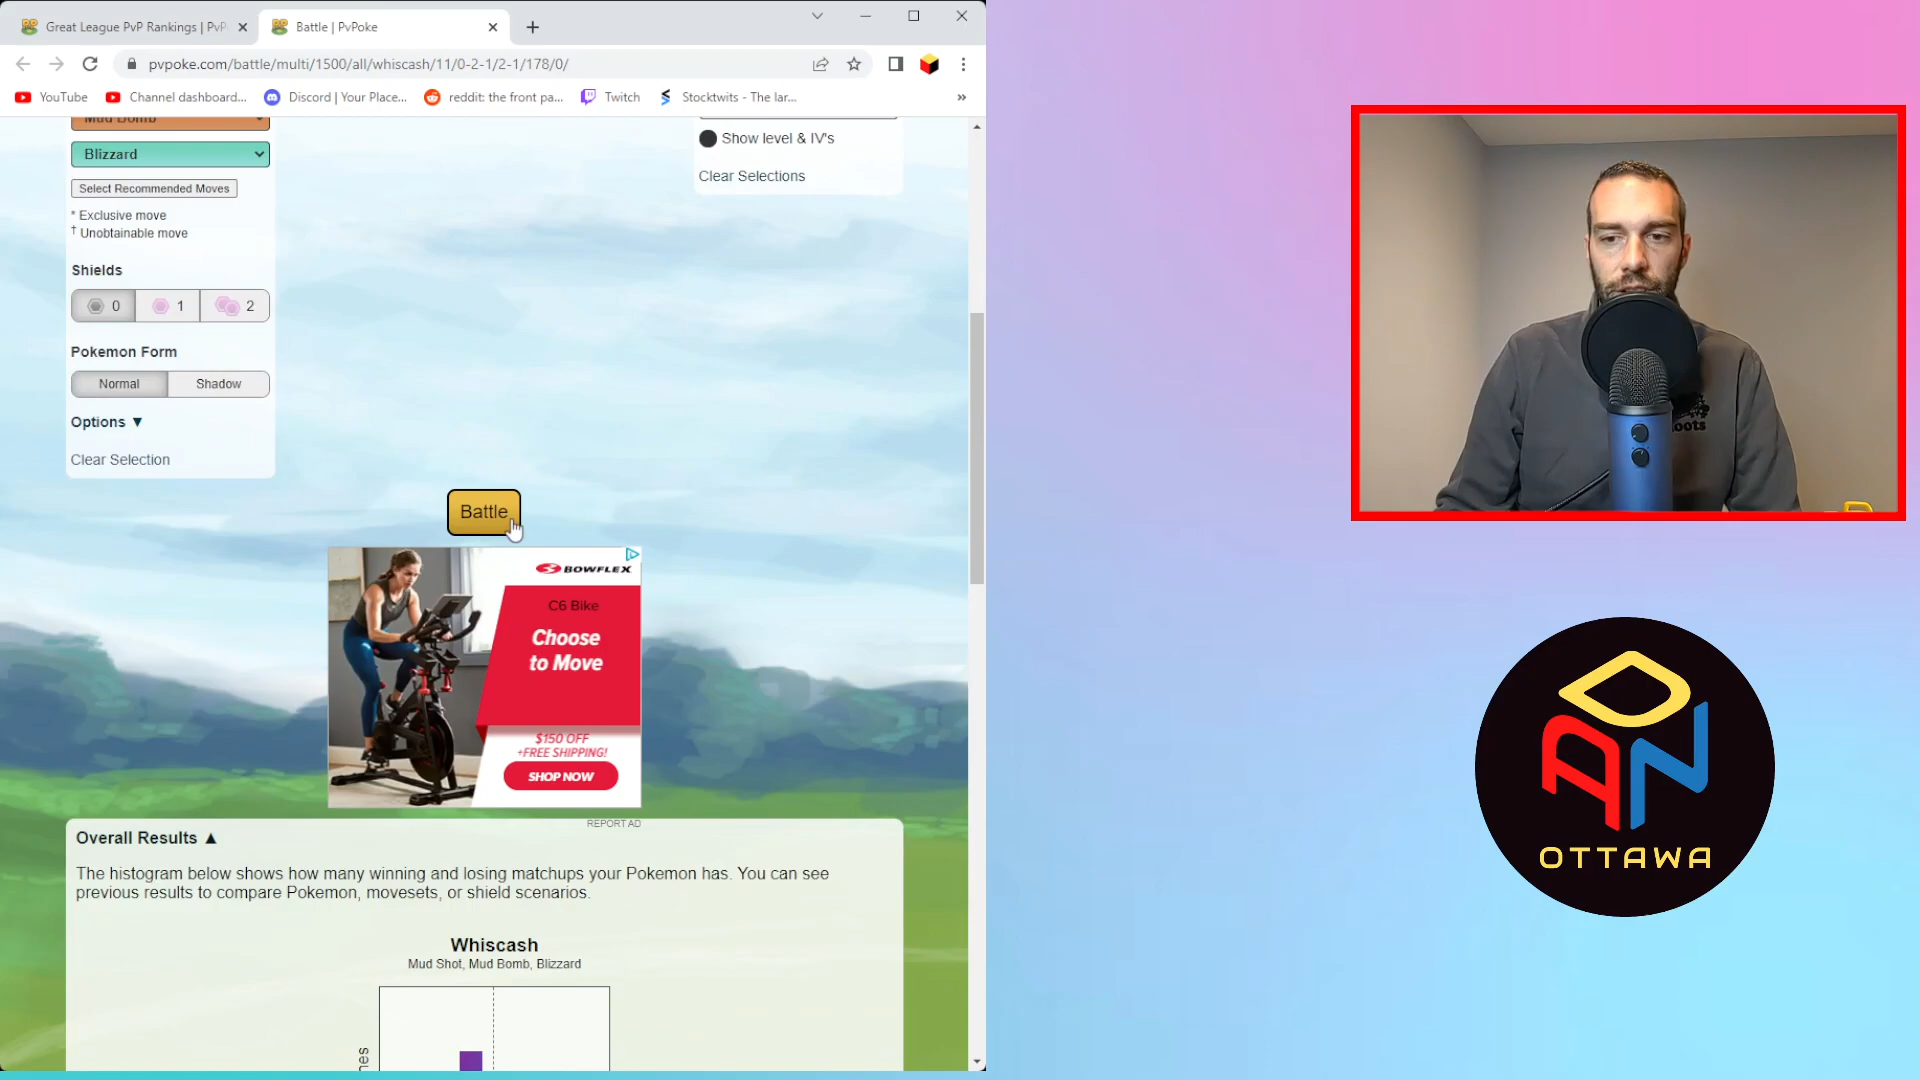 Great League PvP Rankings | PvP
Battle | PvPoke
pvpoke.com/battle/multi/1500/all/whiscash/11/0-2-1/2-1/178/0/
YouTube
Channel dashboard...
Discord | Your Place...
reddit: the front pa...
Twitch
Stocktwits - The lar...
»
Mud Bomb
Blizzard
Select Recommended Moves
* Exclusive move
† Unobtainable move
Shields
0
1
2
Pokemon Form
Normal
Shadow
Options ▼
Clear Selection
Show level & IV's
Clear Selections
Battle
BOWFLEX
C6 Bike
Choose
to Move
$150 OFF
+FREE SHIPPING!
SHOP NOW
REPORT AD
Overall Results ▲
The histogram below shows how many winning and losing matchups your Pokemon has. You can see
previous results to compare Pokemon, movesets, or shield scenarios.
Whiscash
Mud Shot, Mud Bomb, Blizzard
oots
DAN
OTTAWA